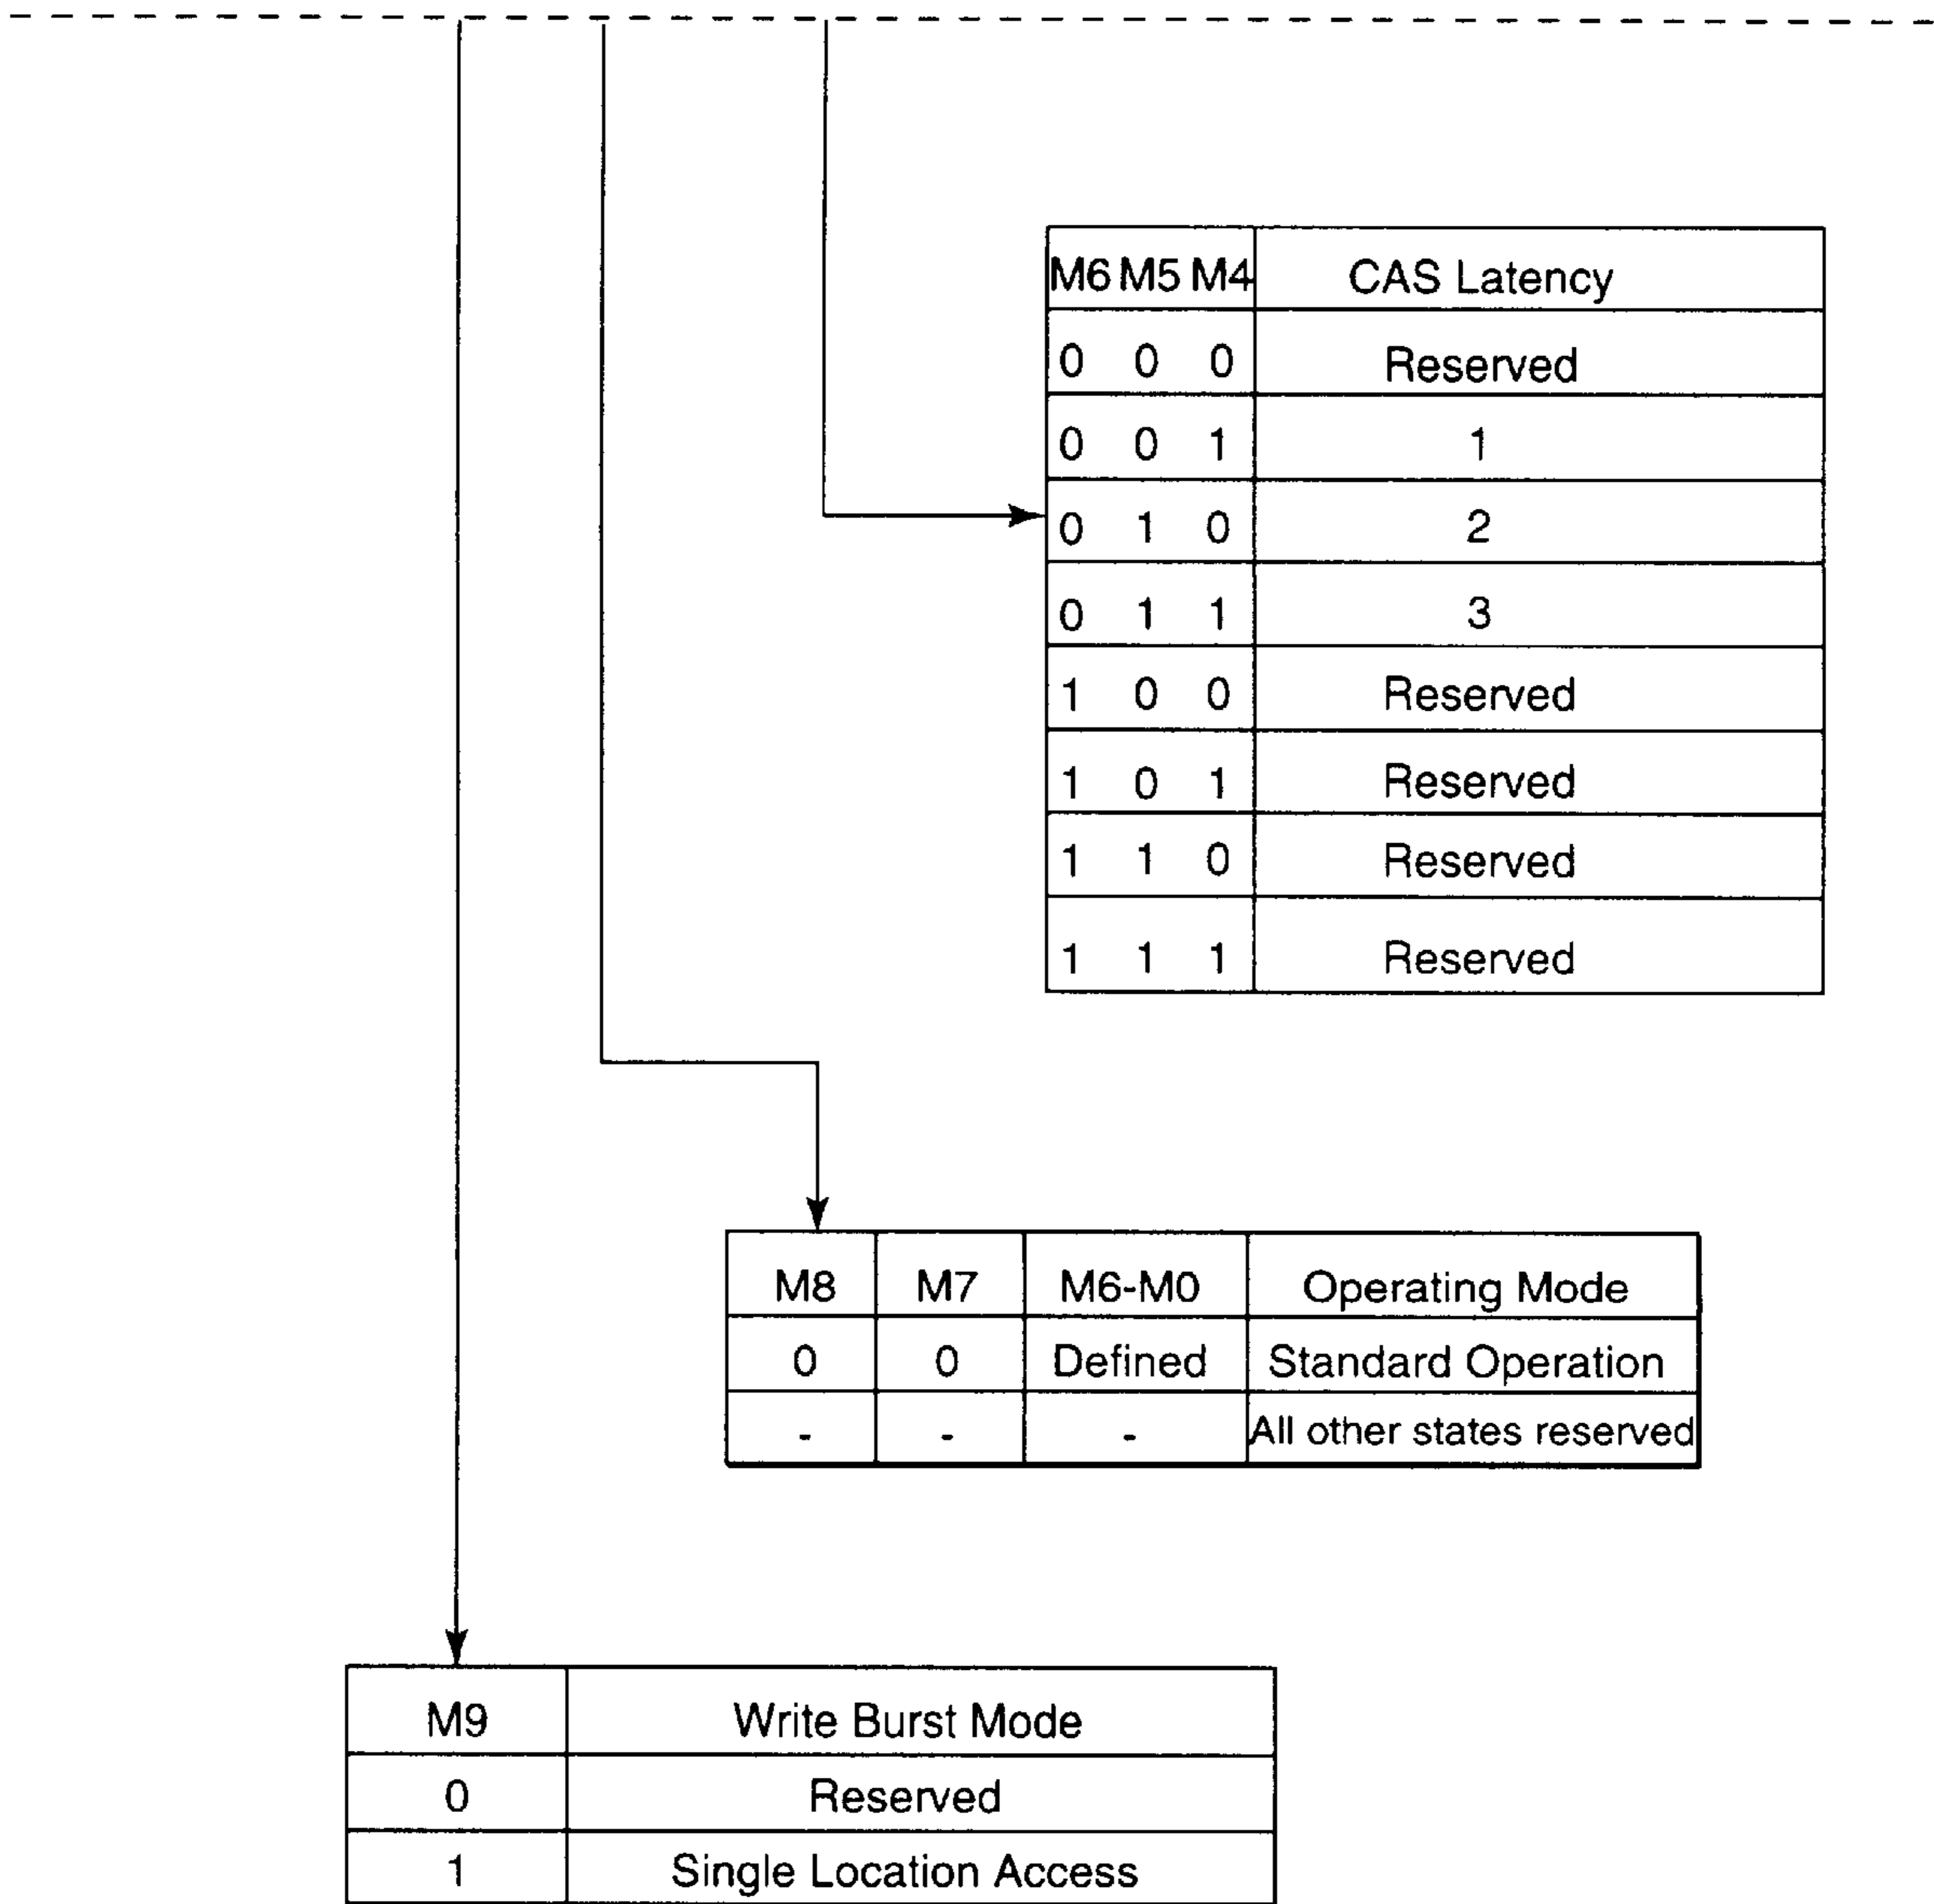 M6 M5 M4 CAS Latency
0 0 0 Reserved
0 0 1 1
0 1 0 2
0 1 1 3
1 0 0 Reserved
1 0 1 Reserved
1 1 0 Reserved
1 1 1 Reserved
M8 M7 M6-M0 Operating Mode
0 0 Defined Standard Operation
- - - All other states reserved
M9 Write Burst Mode
0 Reserved
1 Single Location Access